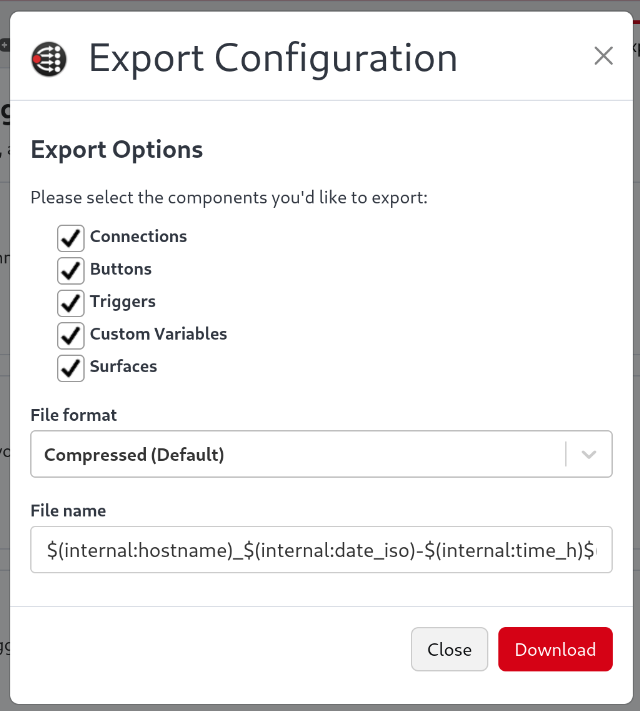 Export Configuration
Export Options
Please select the components you'd like to export:
Connections
Buttons
Triggers
Custom Variables
Surfaces
File format
Compressed (Default)
File name
$(internal:hostname)_$(internal:date_iso)-$(internal:time_h)$
Close
Download